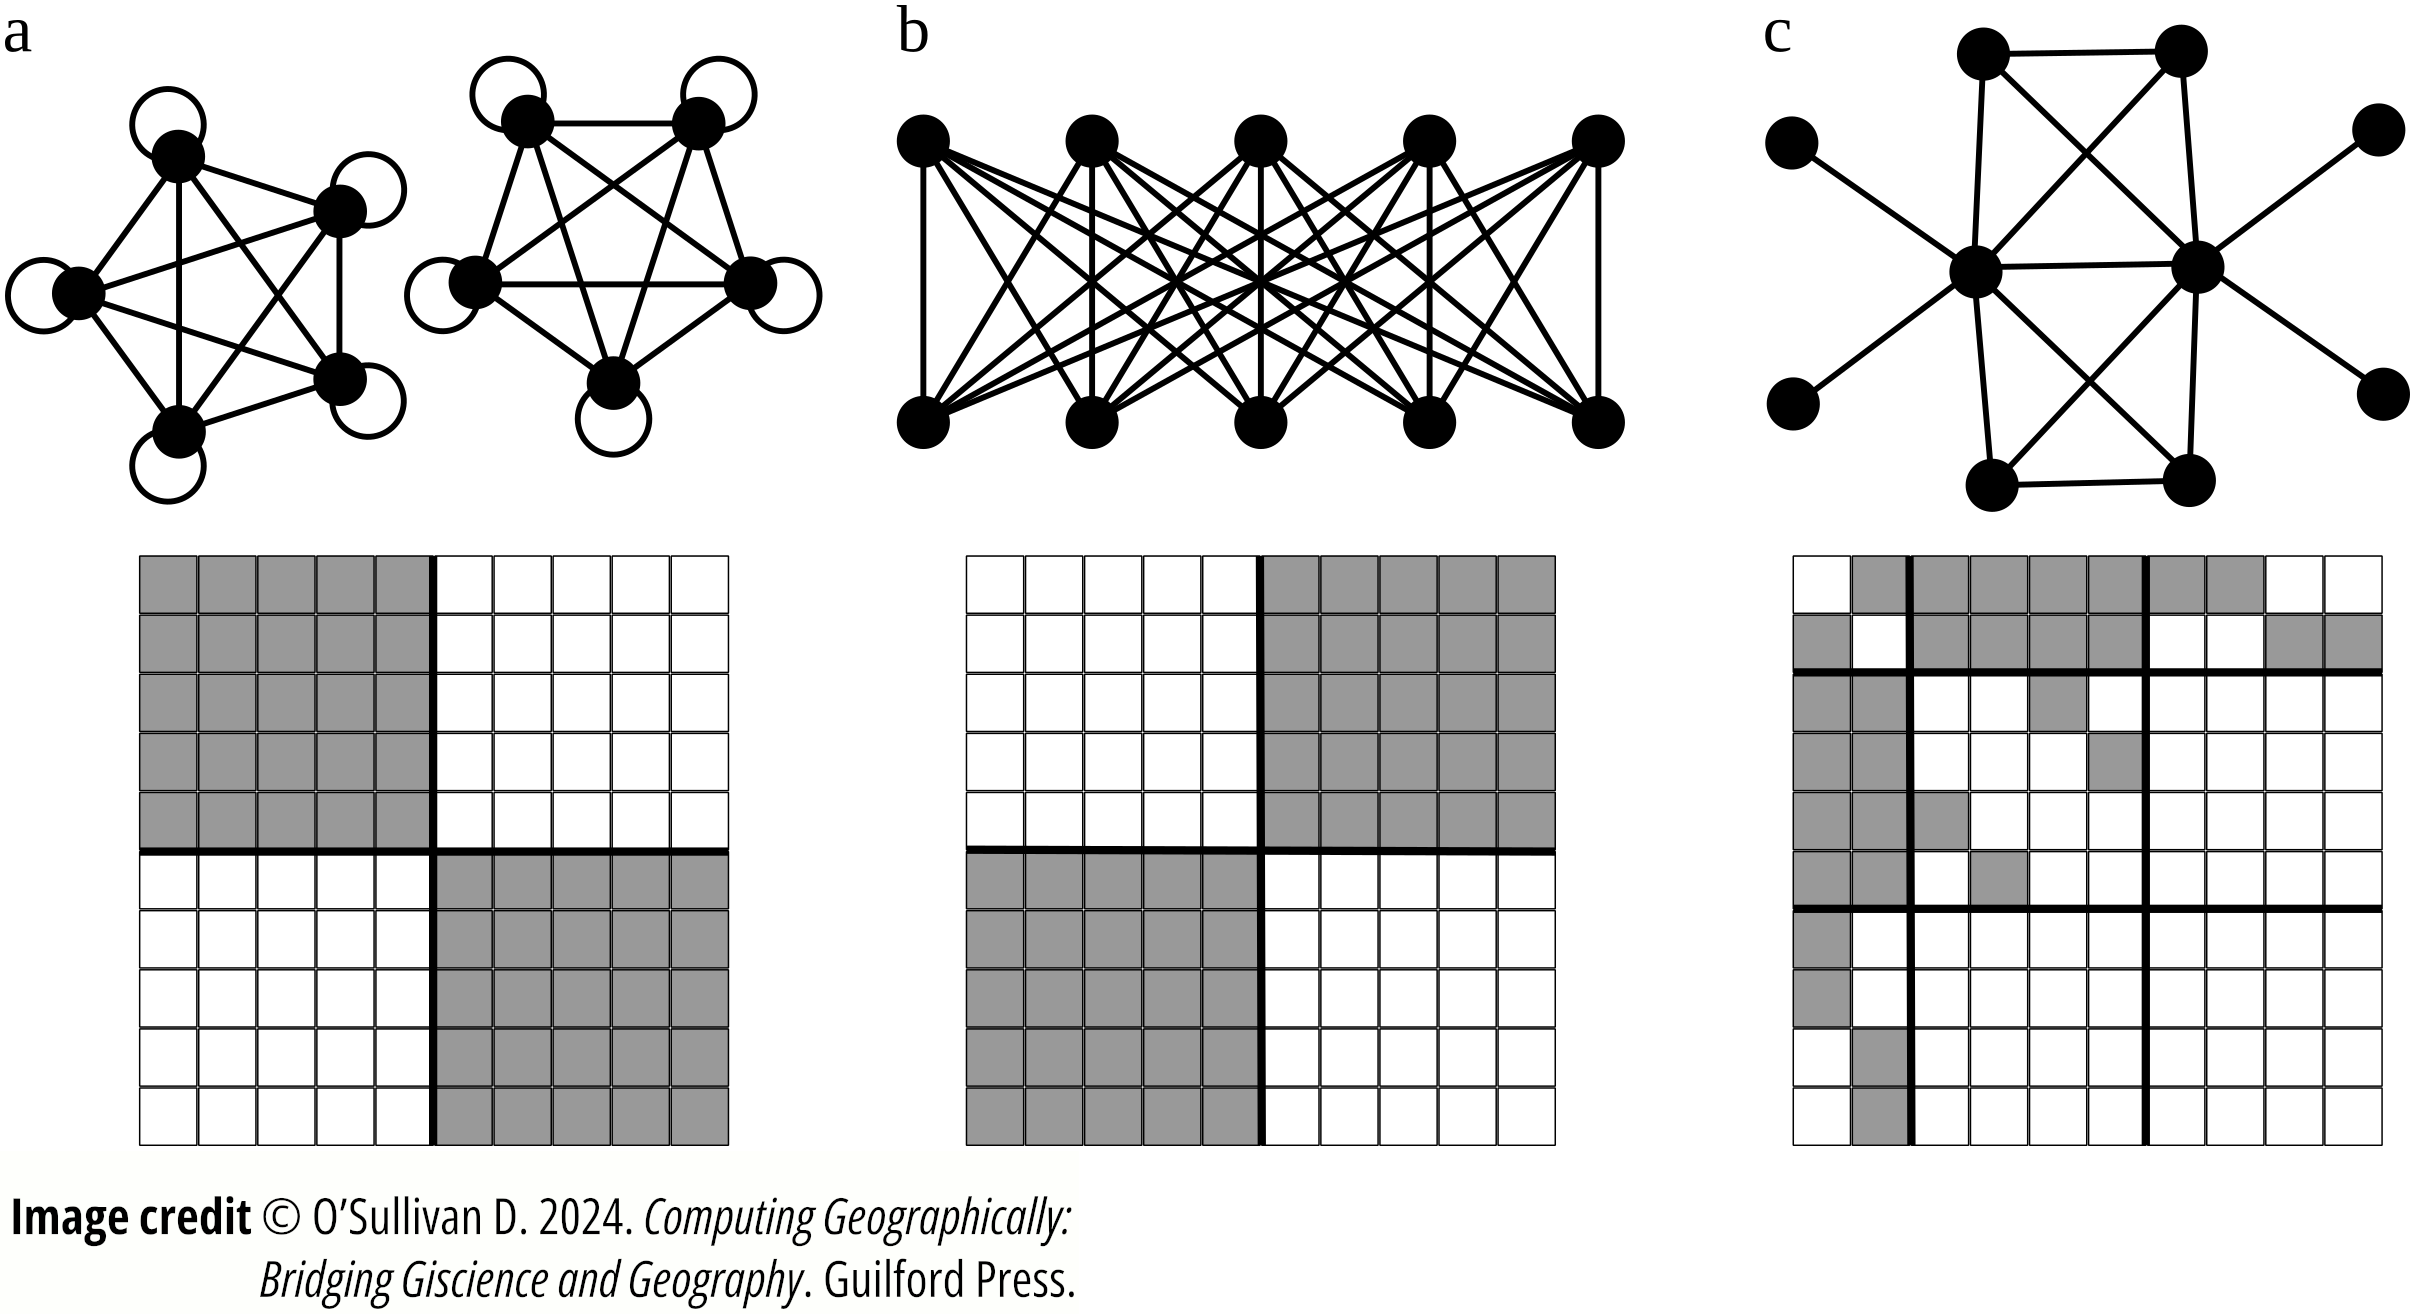 a
b
c
Image credit © O’Sullivan D. 2024. Computing Geographically:
Bridging Giscience and Geography. Guilford Press.